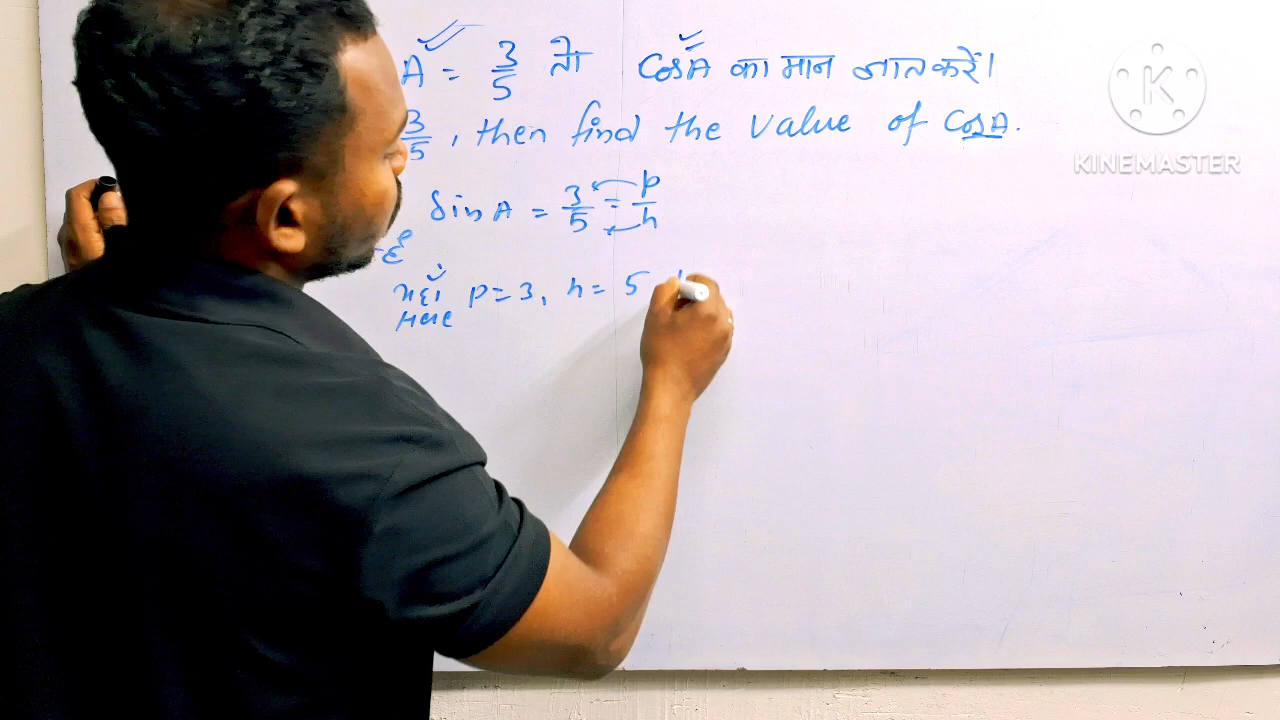 A = 3/5 तो CosA का मान ज्ञात करें।
3/5, then find the value of CosA.
SinA = 3/5 = p/h
है
यहाँ p = 3, h = 5
Here
K
KINEMASTER